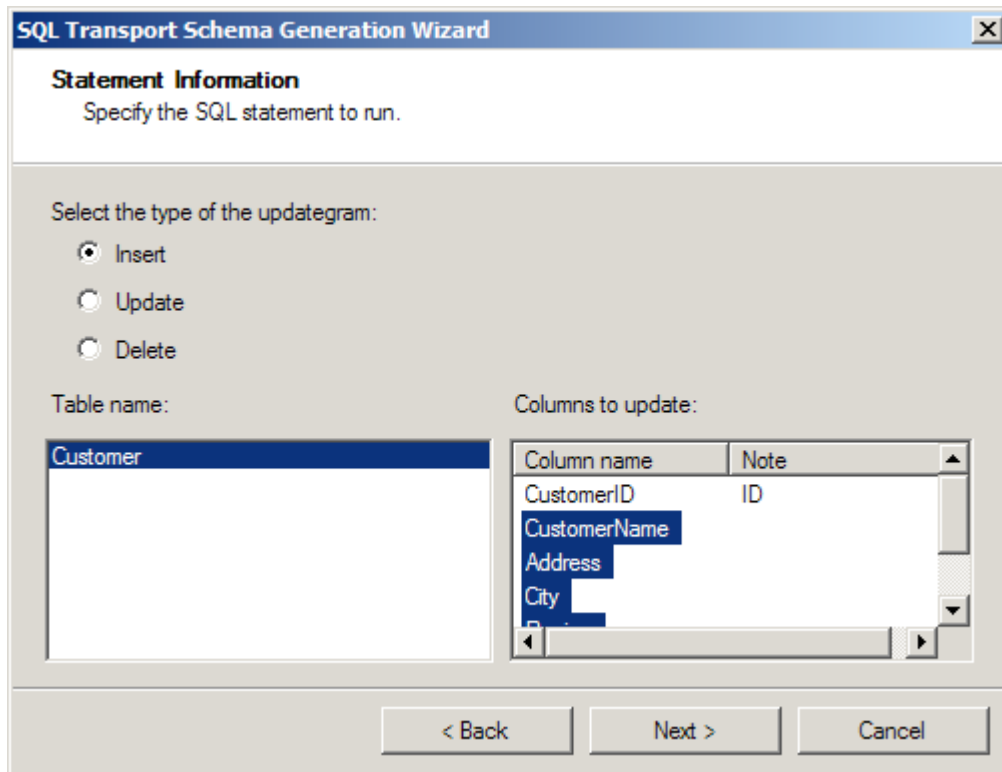 SQL Transport Schema Generation Wizard
Statement Information
Specify the SQL statement to run.
Select the type of the updategram:
Insert
Update
Delete
Table name:
Customer
Columns to update:
Column name Note
CustomerID ID
CustomerName
Address
City
< Back Next > Cancel